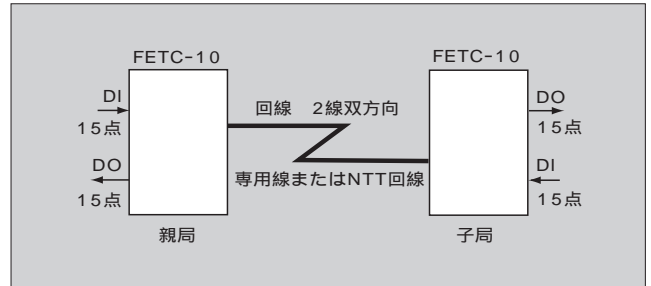 FETC-10
FETC-10
DI
15点
DO
15点
回線 2線双方向
専用線またはNTT回線
DO
15点
DI
15点
親局
子局